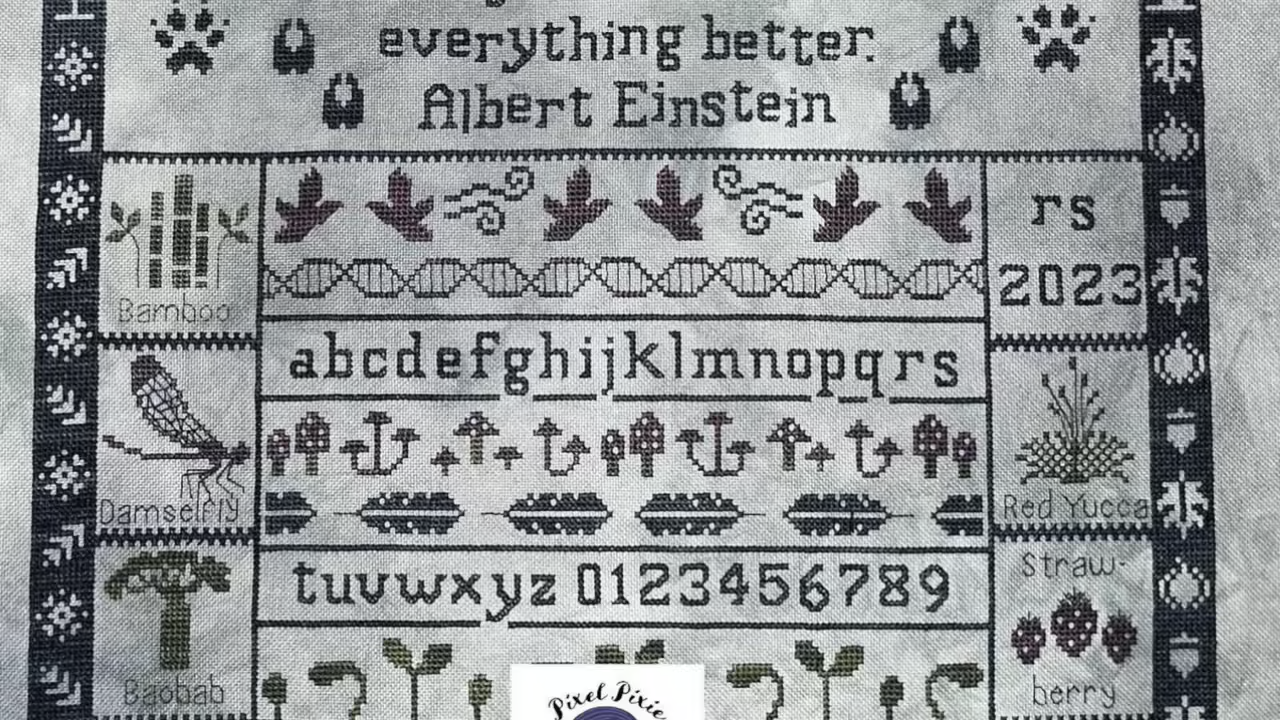 everything better.
Albert Einstein
rs
2023
Bamboo
abcdefghijklmnopqrs
Damselfly
Red Yucca
tuvwxyz 0123456789
Straw-
berry
Baobab
Pixel Pixie